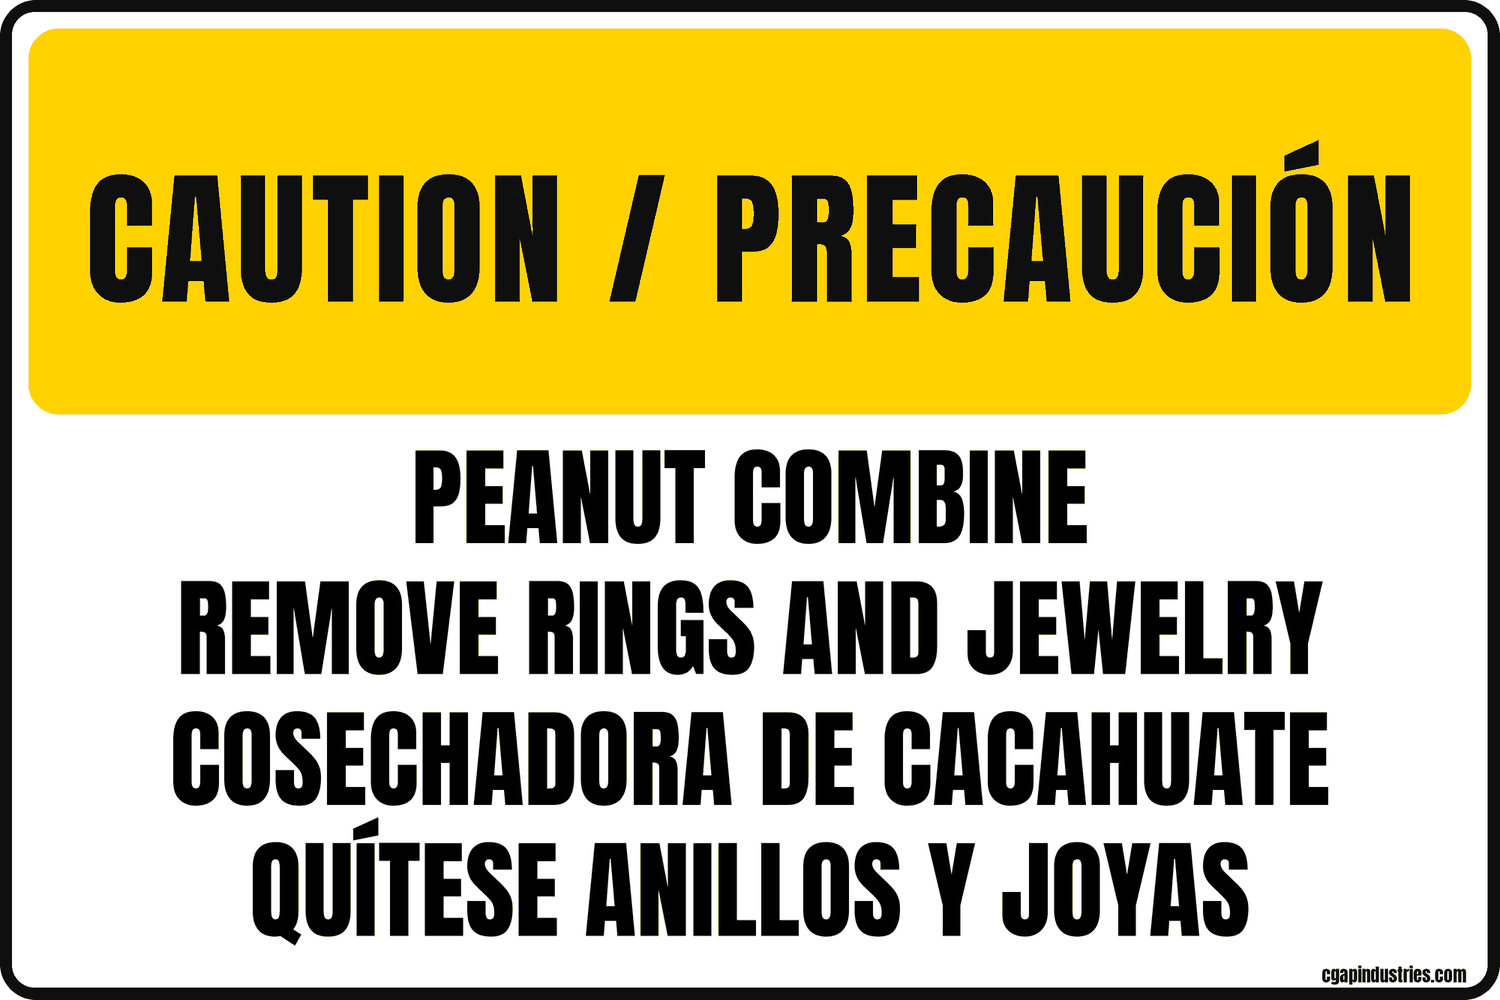 CAUTION / PRECAUCIÓN
PEANUT COMBINE
REMOVE RINGS AND JEWELRY
COSECHADORA DE CACAHUATE
QUÍTESE ANILLOS Y JOYAS
cgapindustries.com